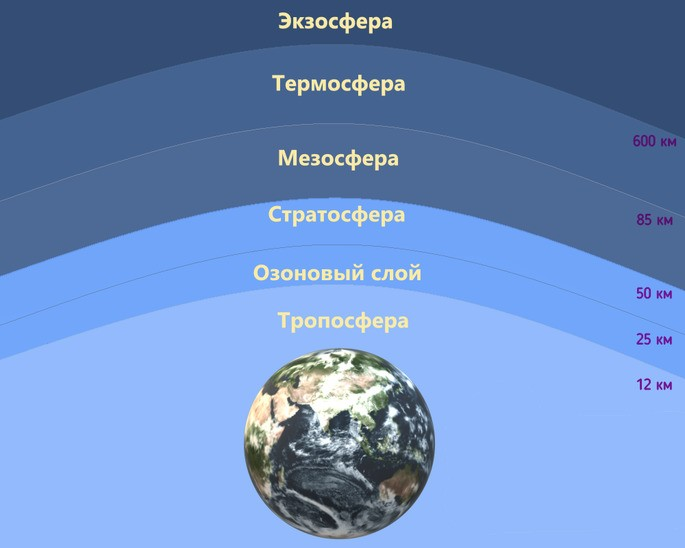 Экзосфера
Термосфера
600 км
Мезосфера
85 км
Стратосфера
50 км
Озоновый слой
25 км
Тропосфера
12 км